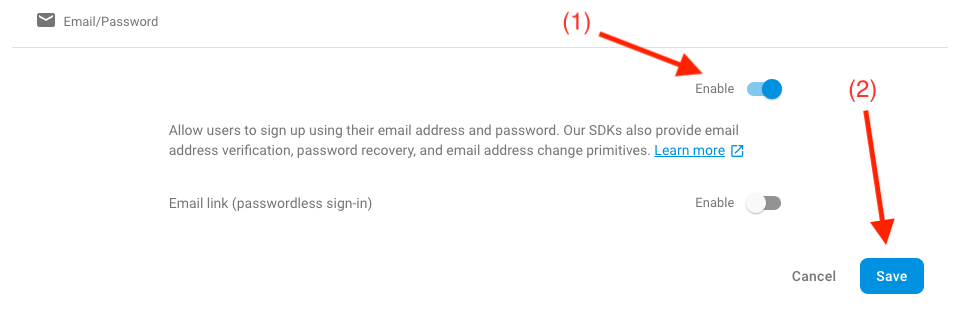 Email/Password
(1)
Enable
(2)
Allow users to sign up using their email address and password. Our SDKs also provide email
address verification, password recovery, and email address change primitives. Learn more
Email link (passwordless sign-in)
Enable
Cancel
Save